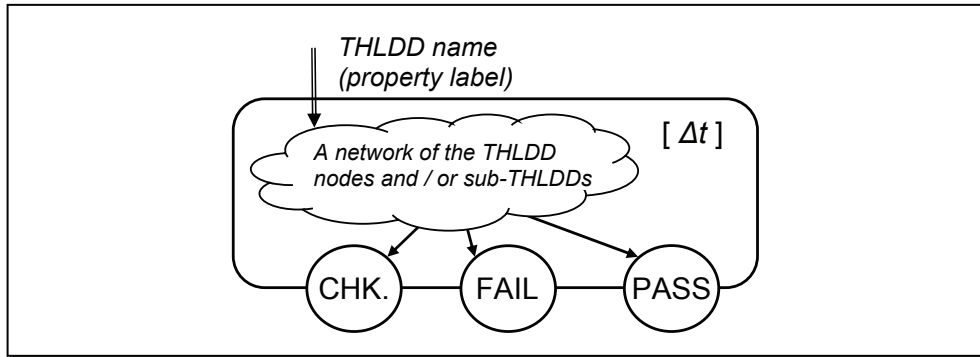 THLDD name
(property label)
[ Δt ]
A network of the THLDD
nodes and / or sub-THLDDs
CHK.
FAIL
PASS